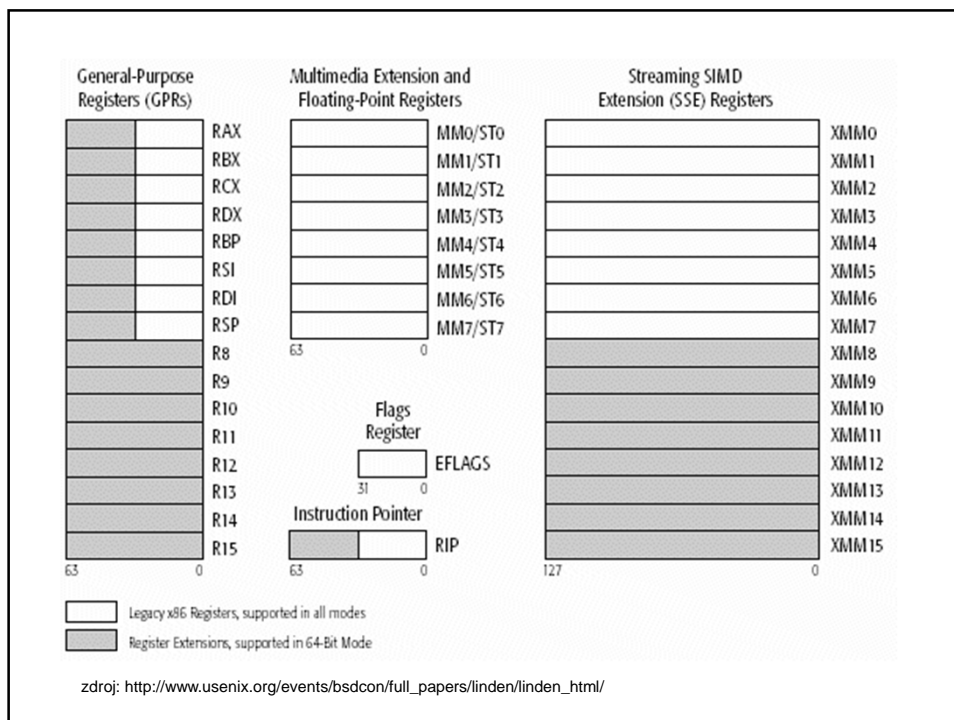 General-Purpose
Registers (GPRs)
RAX
RBX
RCX
RDX
RBP
RSI
RDI
RSP
R8
R9
R10
R11
R12
R13
R14
R15
63 0
Multimedia Extension and
Floating-Point Registers
MM0/ST0
MM1/ST1
MM2/ST2
MM3/ST3
MM4/ST4
MM5/ST5
MM6/ST6
MM7/ST7
63 0
Flags
Register
EFLAGS
31 0
Instruction Pointer
RIP
63 0
Streaming SIMD
Extension (SSE) Registers
XMM0
XMM1
XMM2
XMM3
XMM4
XMM5
XMM6
XMM7
XMM8
XMM9
XMM10
XMM11
XMM12
XMM13
XMM14
XMM15
127 0
Legacy x86 Registers, supported in all modes
Register Extensions, supported in 64-Bit Mode
zdroj: http://www.usenix.org/events/bsdcon/full_papers/linden/linden_html/